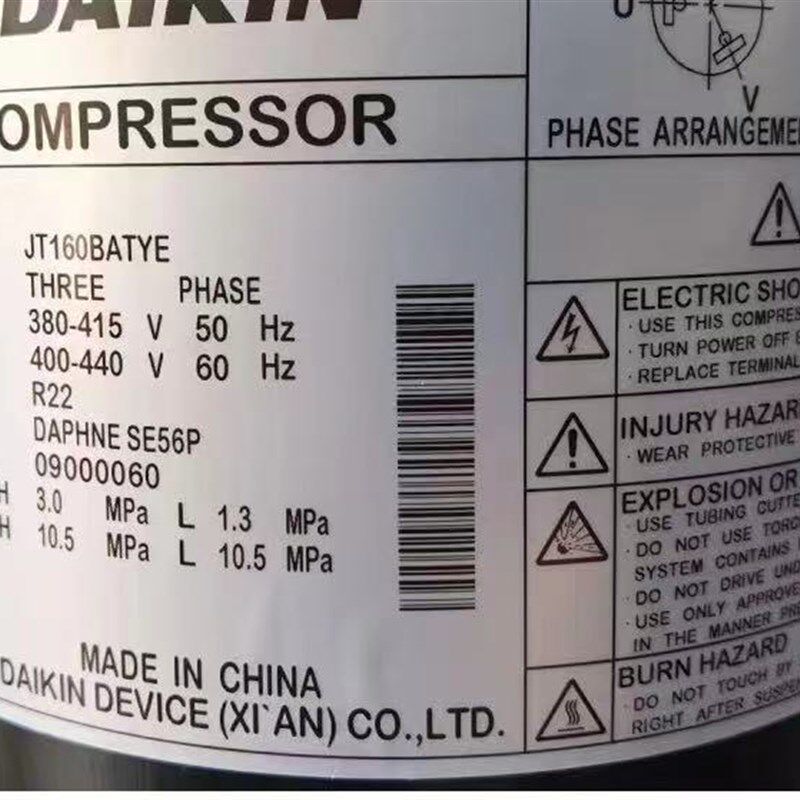 DAIKIN
OMPRESSOR
JT160BATYE
THREE PHASE
380-415 V 50 Hz
400-440 V 60 Hz
R22
DAPHNE SE56P
09000060
H 3.0 MPa L 1.3 MPa
H 10.5 MPa L 10.5 MPa
MADE IN CHINA
DAIKIN DEVICE (XI`AN) CO.,LTD.
U
V
PHASE ARRANGEME
ELECTRIC SHO
· USE THIS COMPRES
· TURN POWER OFF
· REPLACE TERMINAL
INJURY HAZAR
· WEAR PROTECTIVE
EXPLOSION OR
· USE TUBING CUTTE
· DO NOT USE TORC
SYSTEM CONTAINS
· DO NOT DRIVE UND
· USE ONLY APPROVE
IN THE MANNER PRE
BURN HAZARD
· DO NOT TOUCH BY
RIGHT AFTER SUSPE